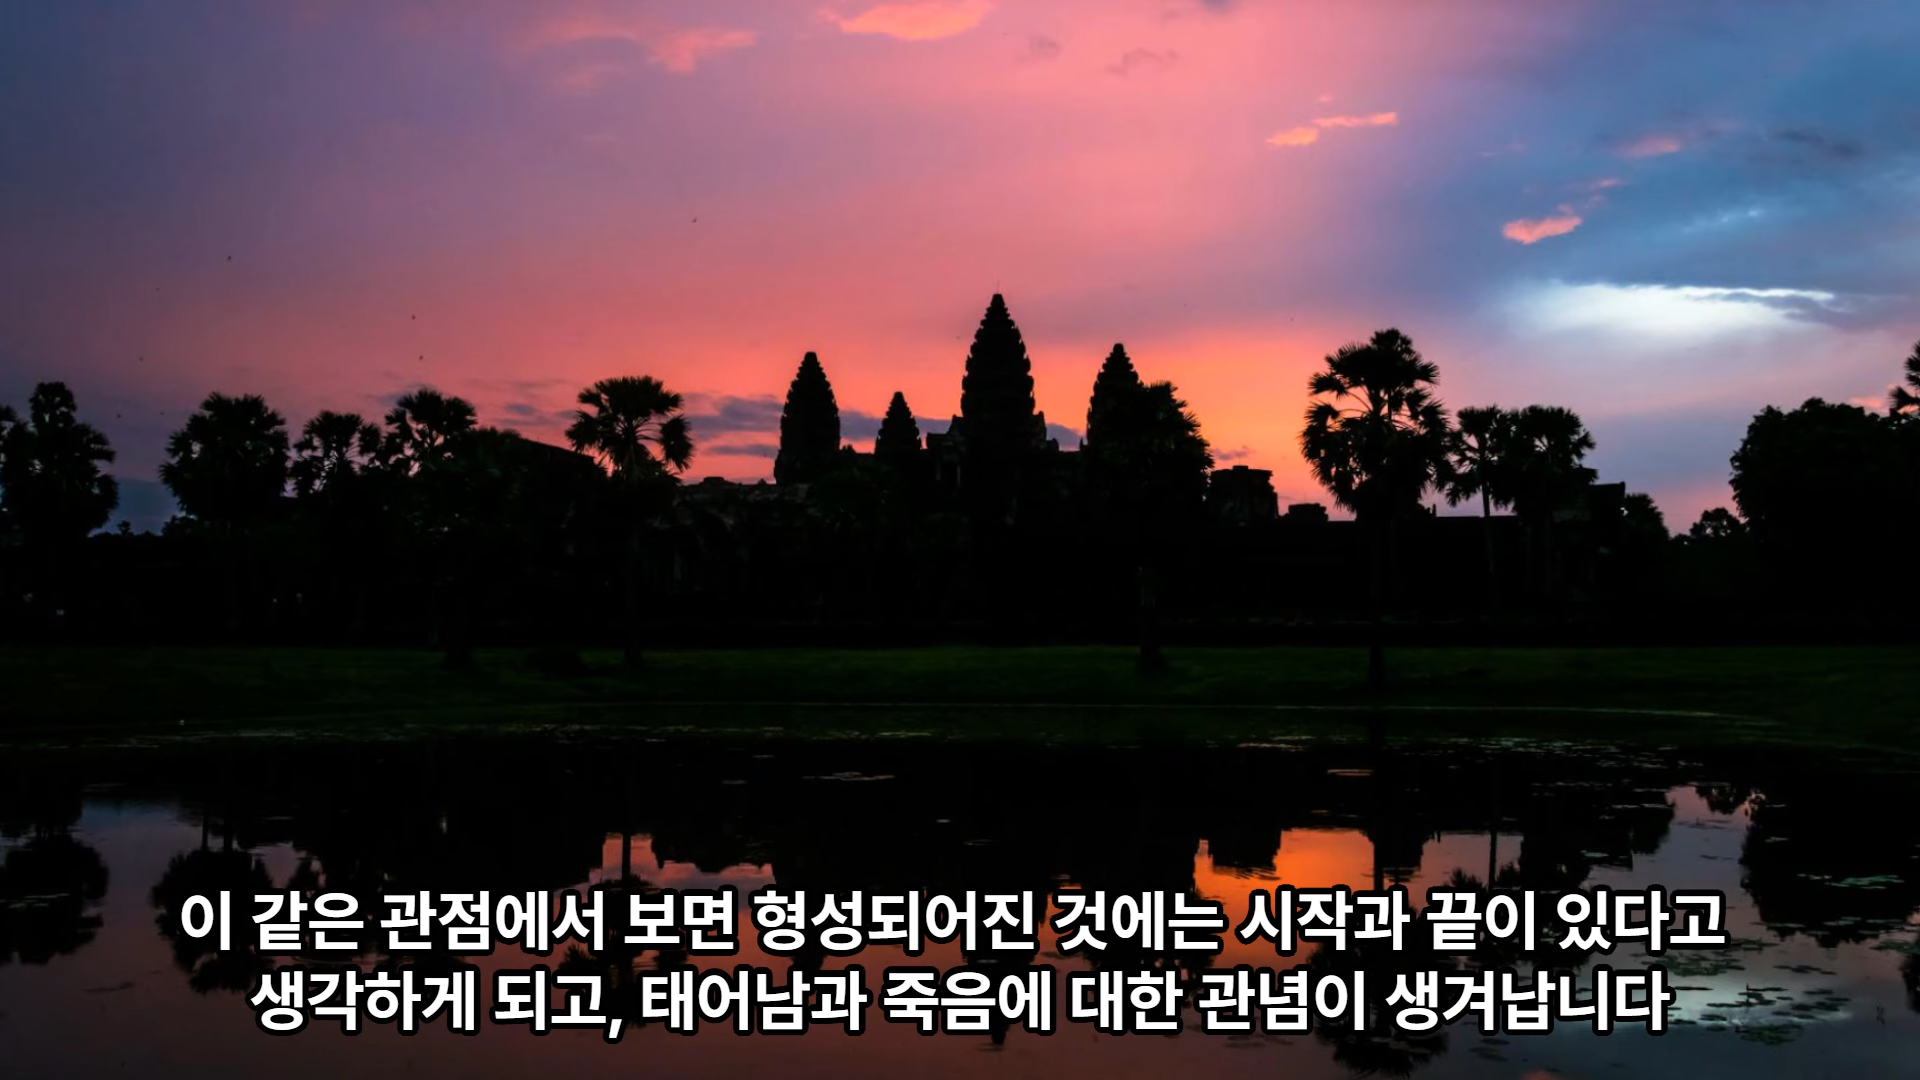 이 같은 관점에서 보면 형성되어진 것에는 시작과 끝이 있다고
생각하게 되고, 태어남과 죽음에 대한 관념이 생겨납니다